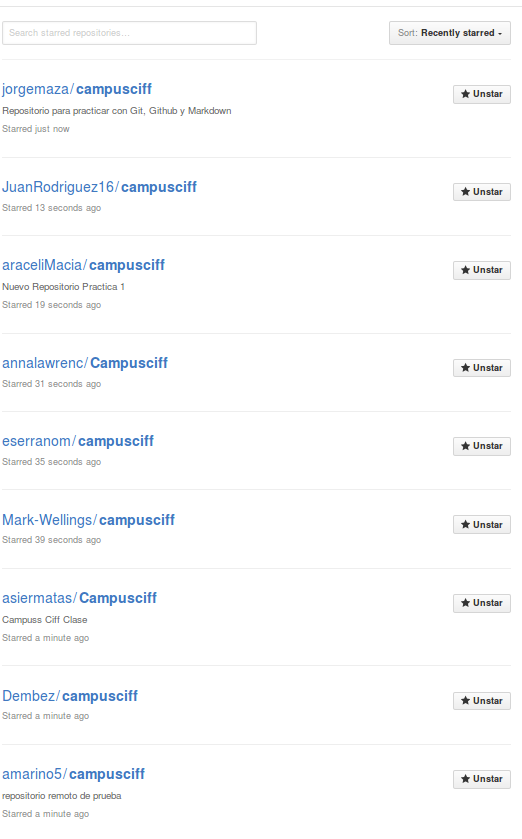 Search starred repositories...
Sort: Recently starred
jorgemaza/campusciff
Unstar
Repositorio para practicar con Git, Github y Markdown
Starred just now
JuanRodriguez16/campusciff
Unstar
Starred 13 seconds ago
araceliMacia/campusciff
Unstar
Nuevo Repositorio Practica 1
Starred 19 seconds ago
annalawrenc/Campusciff
Unstar
Starred 31 seconds ago
eserranom/campusciff
Unstar
Starred 35 seconds ago
Mark-Wellings/campusciff
Unstar
Starred 39 seconds ago
asiermatas/Campusciff
Unstar
Campuss Ciff Clase
Starred a minute ago
Dembez/campusciff
Unstar
Starred a minute ago
amarino5/campusciff
Unstar
repositorio remoto de prueba
Starred a minute ago